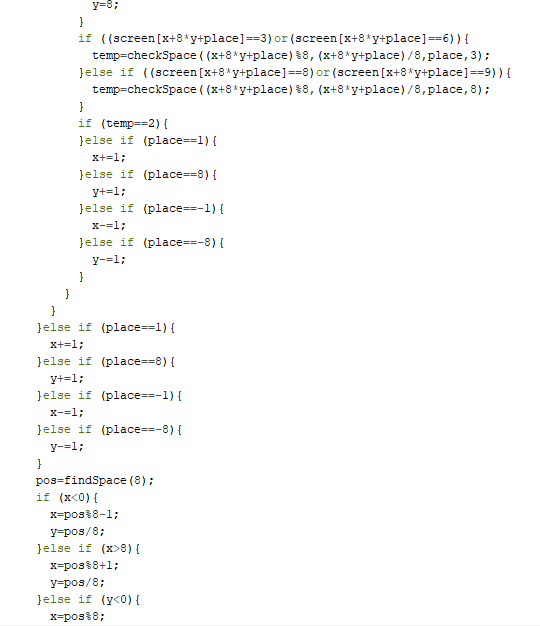 y=8;
}
if ((screen[x+8*y+place]==3)or(screen[x+8*y+place]==6)){
temp=checkSpace((x+8*y+place)%8,(x+8*y+place)/8,place,3);
}else if ((screen[x+8*y+place]==8)or(screen[x+8*y+place]==9)){
temp=checkSpace((x+8*y+place)%8,(x+8*y+place)/8,place,8);
}
if (temp==2){
}else if (place==1){
x+=1;
}else if (place==8){
y+=1;
}else if (place==-1){
x-=1;
}else if (place==-8){
y-=1;
}
}
}
}else if (place==1){
x+=1;
}else if (place==8){
y+=1;
}else if (place==-1){
x-=1;
}else if (place==-8){
y-=1;
}
pos=findSpace(8);
if (x<0){
x=pos%8-1;
y=pos/8;
}else if (x>8){
x=pos%8+1;
y=pos/8;
}else if (y<0){
x=pos%8;